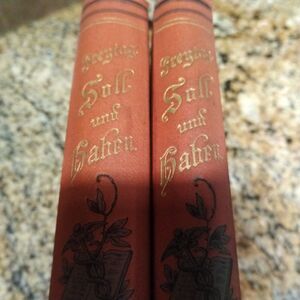 Freytag,
Soll
und
Haben.
Freytag,
Soll
und
Haben.